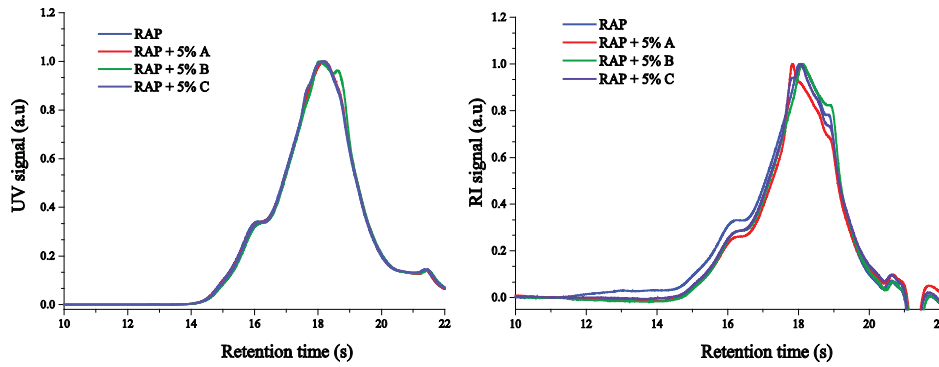 RAP
RAP + 5% A
RAP + 5% B
RAP + 5% C
1.0
0.8
0.6
0.4
0.2
0.0
UV signal (a.u)
10 12 14 16 18 20 22
Retention time (s)
RAP
RAP + 5% A
RAP + 5% B
RAP + 5% C
1.2
1.0
0.8
0.6
0.4
0.2
0.0
RI signal (a.u)
10 12 14 16 18 20 2
Retention time (s)